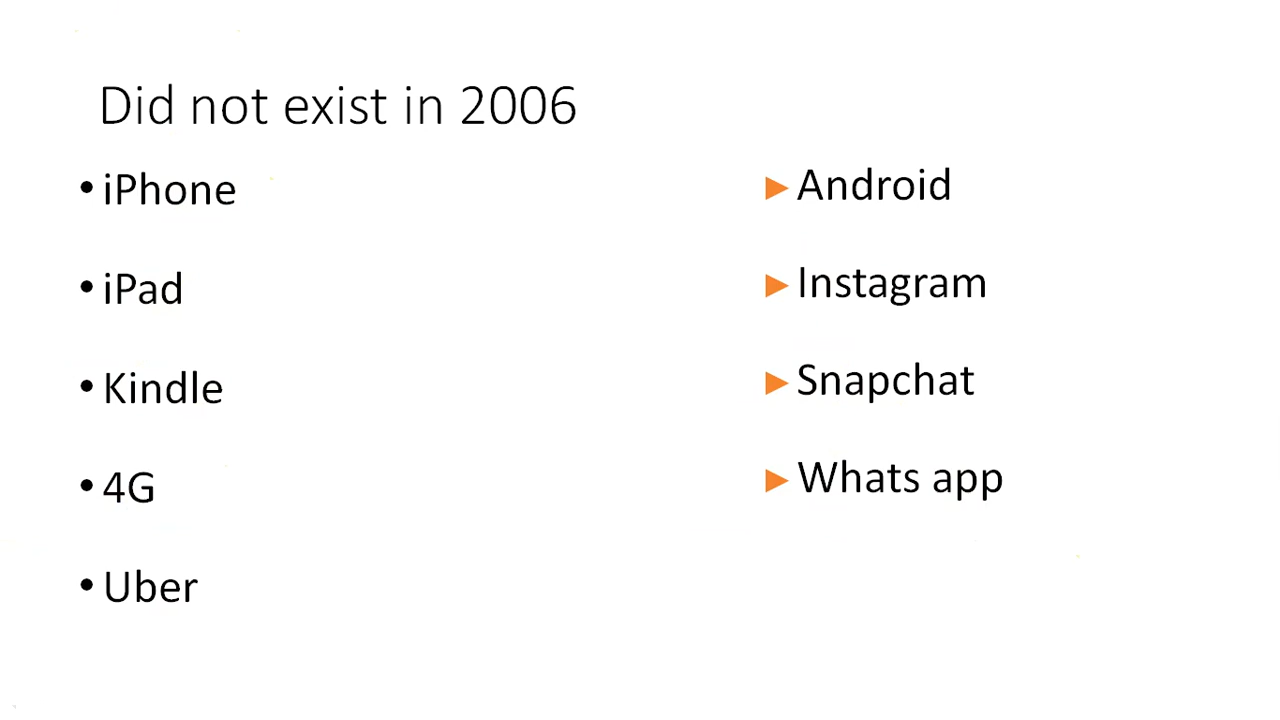 Did not exist in 2006
• iPhone
• iPad
• Kindle
• 4G
• Uber
► Android
► Instagram
► Snapchat
► Whats app